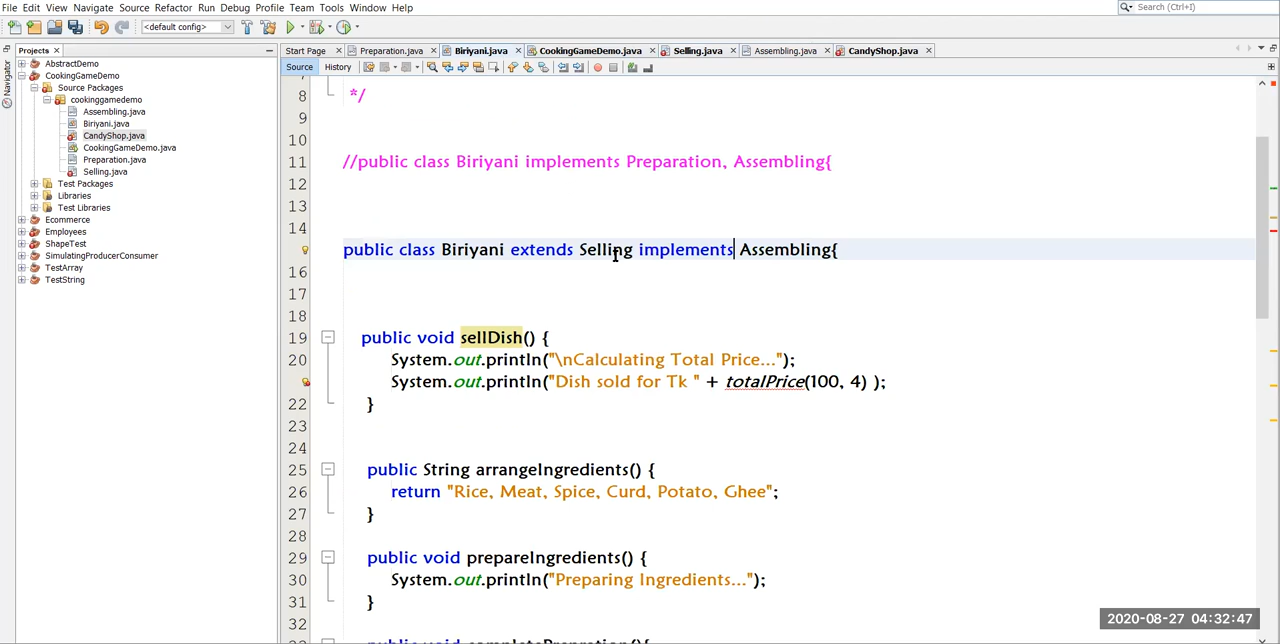 File Edit View Navigate Source Refactor Run Debug Profile Team Tools Window Help
Search (Ctrl+I)
<default config>
Projects
Start Page Preparation.java Biriyani.java CookingGameDemo.java Selling.java Assembling.java CandyShop.java
Source History
Navigator
AbstractDemo
CookingGameDemo
Source Packages
cookinggamedemo
Assembling.java
Biriyani.java
CandyShop.java
CookingGameDemo.java
Preparation.java
Selling.java
Test Packages
Libraries
Test Libraries
Ecommerce
Employees
ShapeTest
SimulatingProducerConsumer
TestArray
TestString
8 */
9
10
11 //public class Biriyani implements Preparation, Assembling{
12
13
14
public class Biriyani extends Selling implements Assembling{
16
17
18
19 public void sellDish() {
20 System.out.println("\nCalculating Total Price...");
System.out.println("Dish sold for Tk " + totalPrice(100, 4) );
22 }
23
24
25 public String arrangeIngredients() {
26 return "Rice, Meat, Spice, Curd, Potato, Ghee";
27 }
28
29 public void prepareIngredients() {
30 System.out.println("Preparing Ingredients...");
31 }
32
2020-08-27 04:32:47